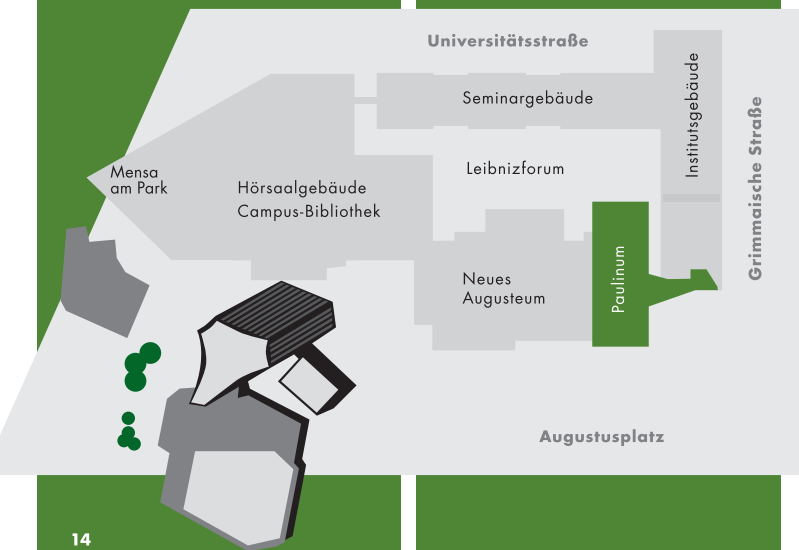 Universitätsstraße
Seminargebäude
Institutsgebäude
Grimmaische Straße
Mensa
am Park
Hörsaalgebäude
Campus-Bibliothek
Leibnizforum
Neues
Augusteum
Paulinum
Augustusplatz
14